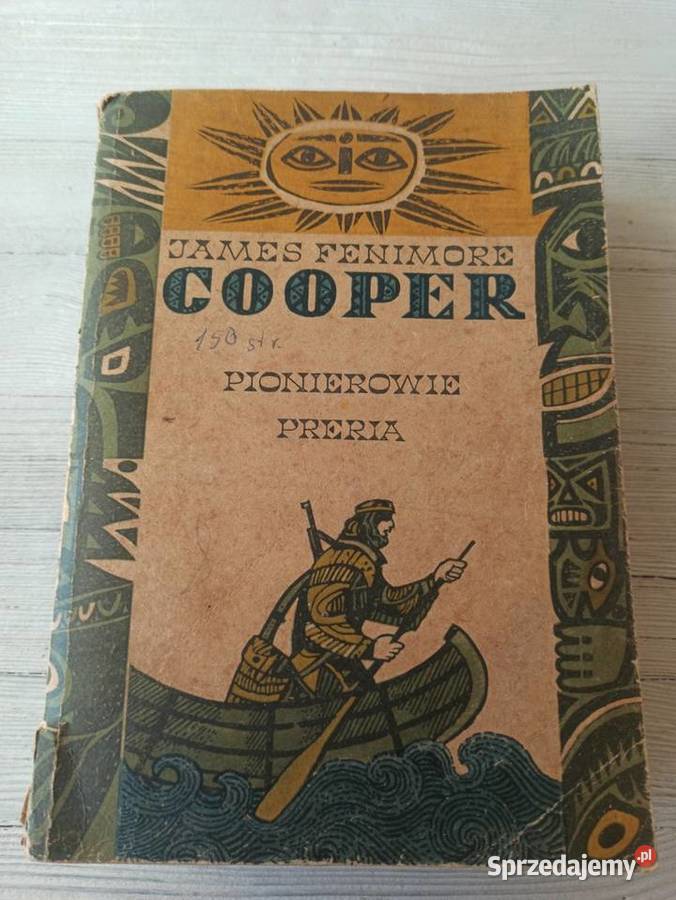 JAMES FENIMORE
COOPER
150 str.
PIONIEROWIE
PRERIA
Sprzedajemy.pl